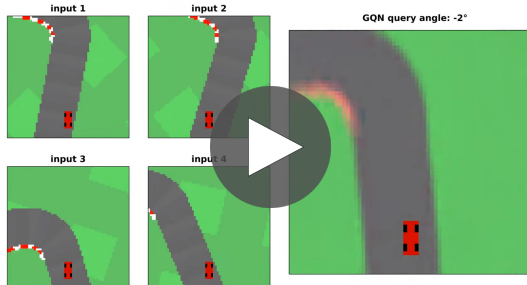 input 1
input 2
GQN query angle: -2°
input 3
input 4